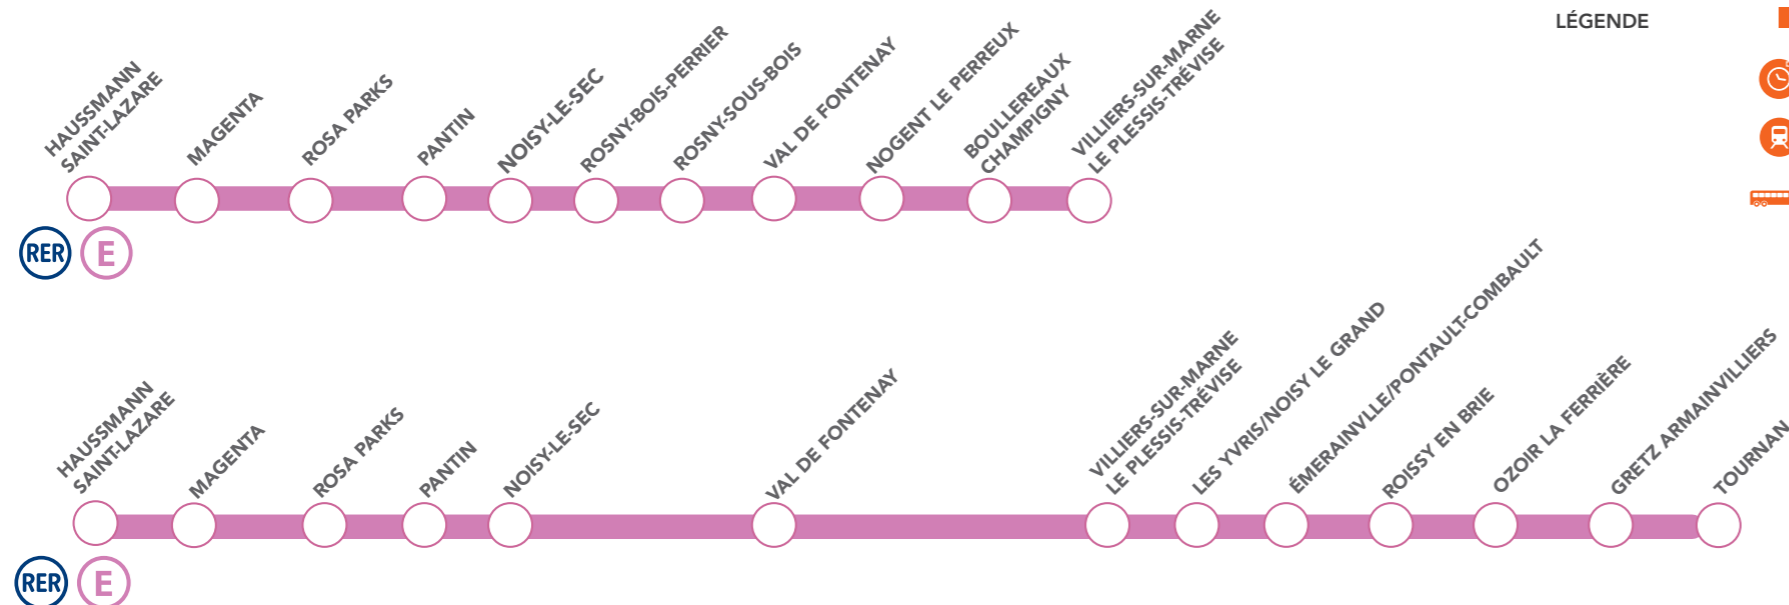 LÉGENDE
HAUSSMANN
SAINT-LAZARE
MAGENTA
ROSA PARKS
PANTIN
NOISY-LE-SEC
ROSNY-BOIS-PERRIER
ROSNY-SOUS-BOIS
VAL DE FONTENAY
NOGENT LE PERREUX
BOULLEREAUX
CHAMPIGNY
VILLIERS-SUR-MARNE
LE PLESSIS-TRÉVISE
RER E
HAUSSMANN
SAINT-LAZARE
MAGENTA
ROSA PARKS
PANTIN
NOISY-LE-SEC
VAL DE FONTENAY
VILLIERS-SUR-MARNE
LE PLESSIS-TRÉVISE
LES YVRIS/NOISY LE GRAND
ÉMERAINVLLE/PONTAULT-COMBAULT
ROISSY EN BRIE
OZOIR LA FERRIÈRE
GRETZ ARMAINVILLIERS
TOURNAN
RER E